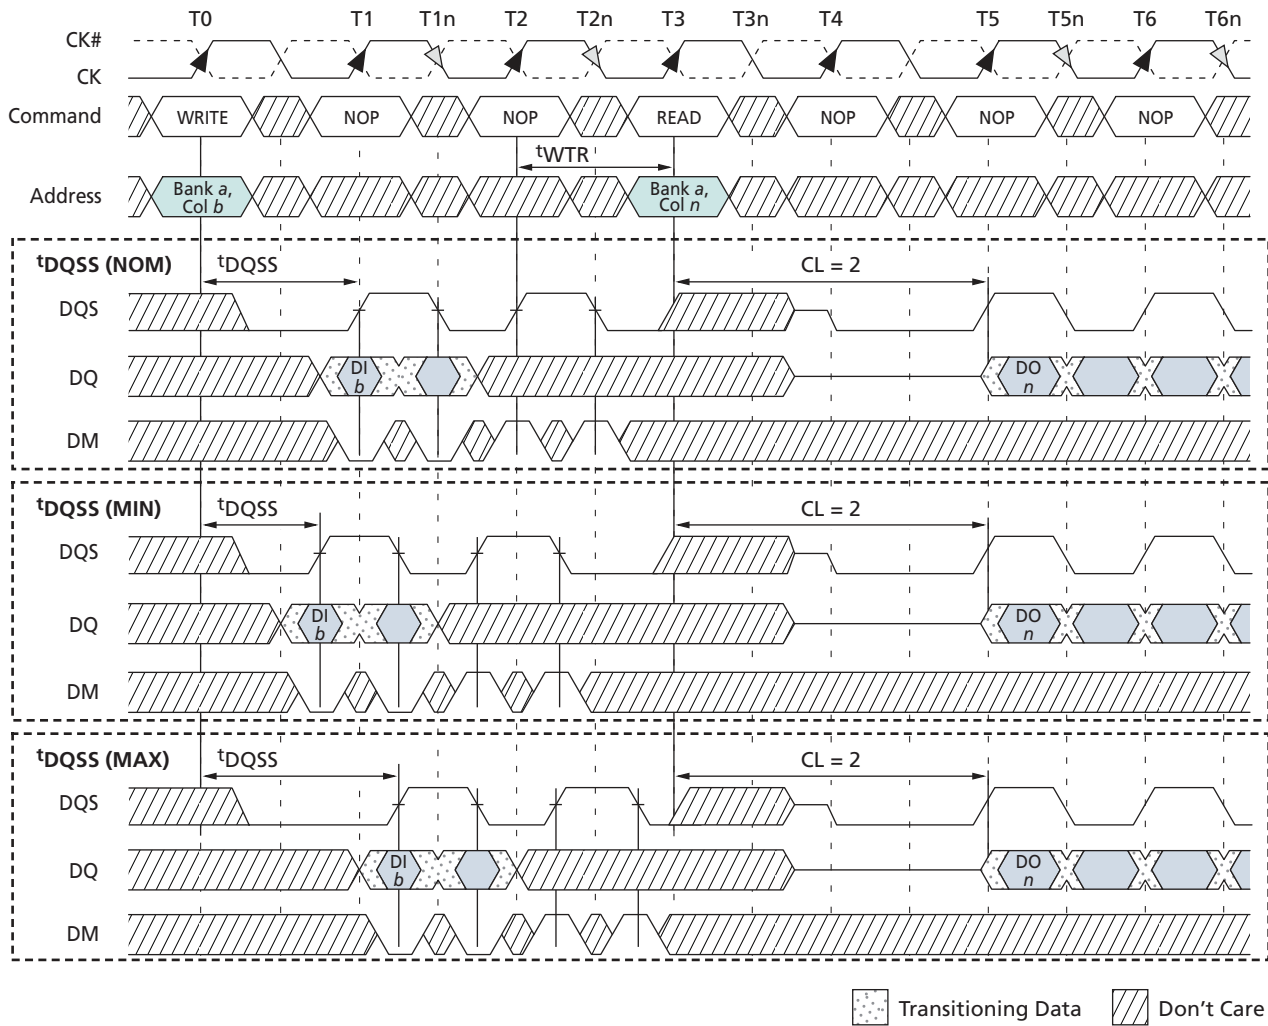 T0 T1 T1n T2 T2n T3 T3n T4 T5 T5n T6 T6n
CK#
CK
Command WRITE NOP NOP READ NOP NOP NOP
tWTR
Address Bank a, Col b Bank a, Col n
tDQSS (NOM) tDQSS CL = 2
DQS
DQ DI b DO n
DM
tDQSS (MIN) tDQSS CL = 2
DQS
DQ DI b DO n
DM
tDQSS (MAX) tDQSS CL = 2
DQS
DQ DI b DO n
DM
Transitioning Data Don't Care